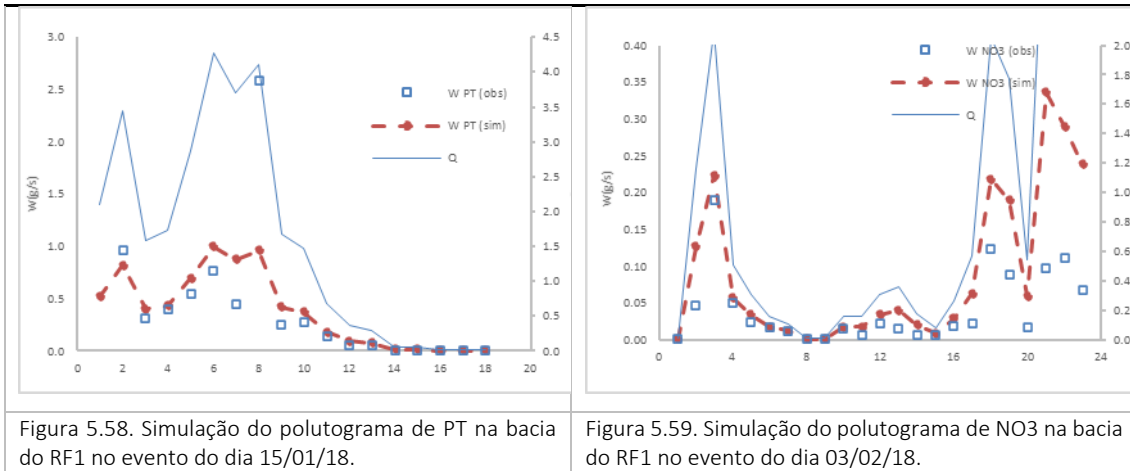 3.0
2.5
2.0
1.5
1.0
0.5
0.0
W(g/s)
4.5
4.0
3.5
3.0
2.5
2.0
1.5
1.0
0.5
0.0
0 2 4 6 8 10 12 14 16 18 20
W PT (obs)
W PT (sim)
Q
0.40
0.35
0.30
0.25
0.20
0.15
0.10
0.05
0.00
W(g/s)
2.0
1.8
1.6
1.4
1.2
1.0
0.8
0.6
0.4
0.2
0.0
0 4 8 12 16 20 24
W NO3 (obs)
W NO3 (sim)
Q
Figura 5.58. Simulação do polutograma de PT na bacia
do RF1 no evento do dia 15/01/18.
Figura 5.59. Simulação do polutograma de NO3 na bacia
do RF1 no evento do dia 03/02/18.